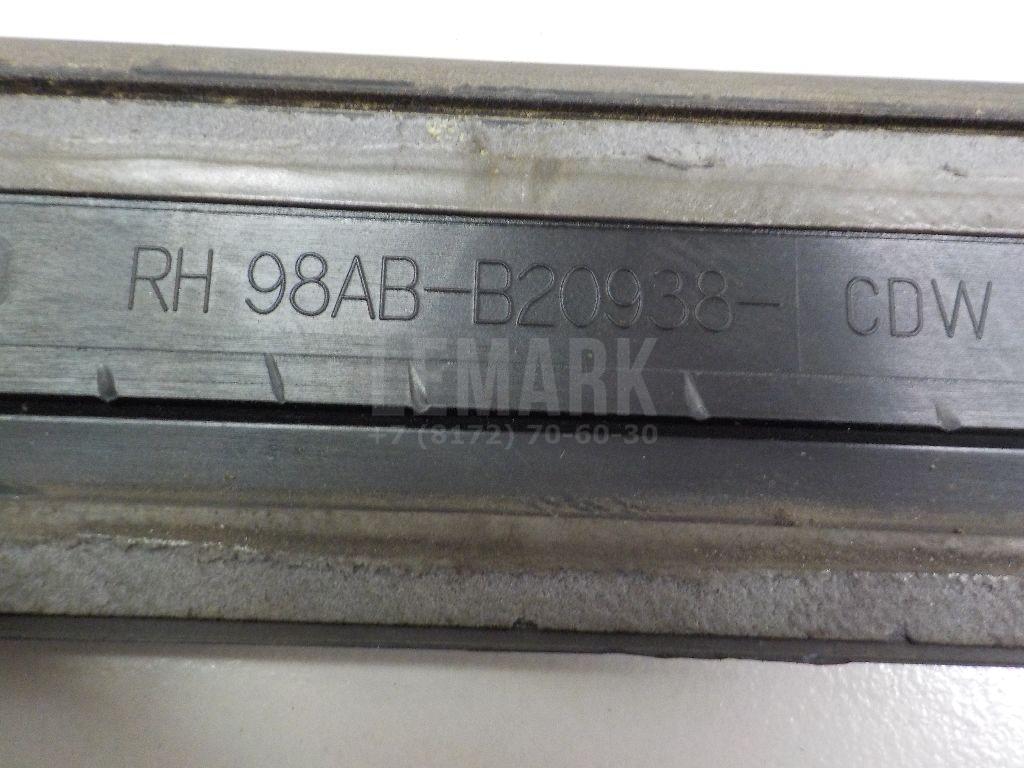 RH 98AB-B20938- CDW
LEMARK
+7 (8172) 70-60-30